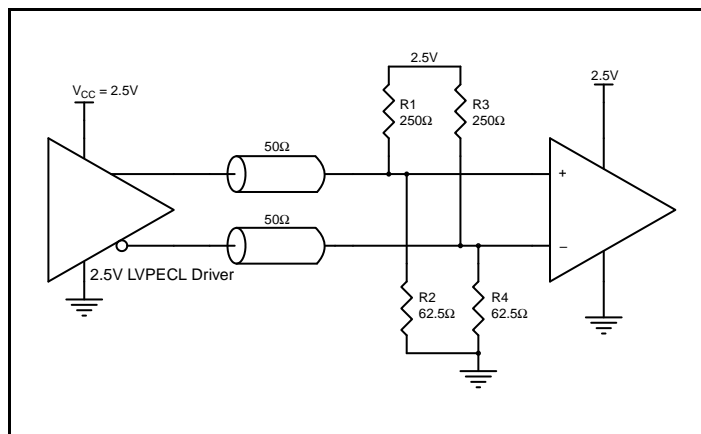 2.5V
V_CC = 2.5V
2.5V
R1
250Ω
R3
250Ω
50Ω
+
50Ω
−
2.5V LVPECL Driver
R2
62.5Ω
R4
62.5Ω